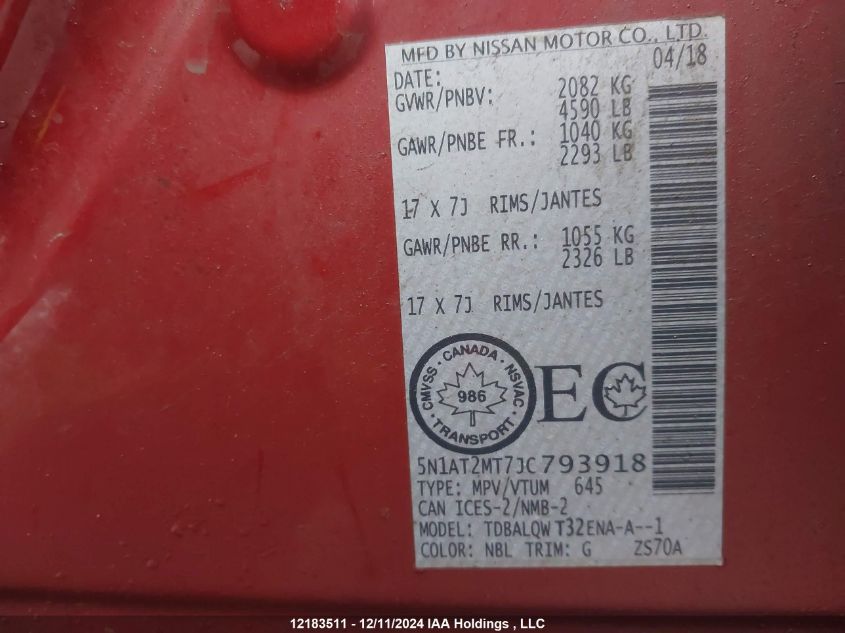 MFD BY NISSAN MOTOR CO., LTD.
DATE: 04/18
GVWR/PNBV: 2082 KG
4590 LB
GAWR/PNBE FR.: 1040 KG
2293 LB
17 X 7J RIMS/JANTES
GAWR/PNBE RR.: 1055 KG
2326 LB
17 X 7J RIMS/JANTES
CMVSS · CANADA · NSVAC · TRANSPORT ·
986
EC
5N1AT2MT7JC793918
TYPE: MPV/VTUM 645
CAN ICES-2/NMB-2
MODEL: TDBALQW T32ENA-A--1
COLOR: NBL TRIM: G ZS70A
12183511 - 12/11/2024 IAA Holdings , LLC